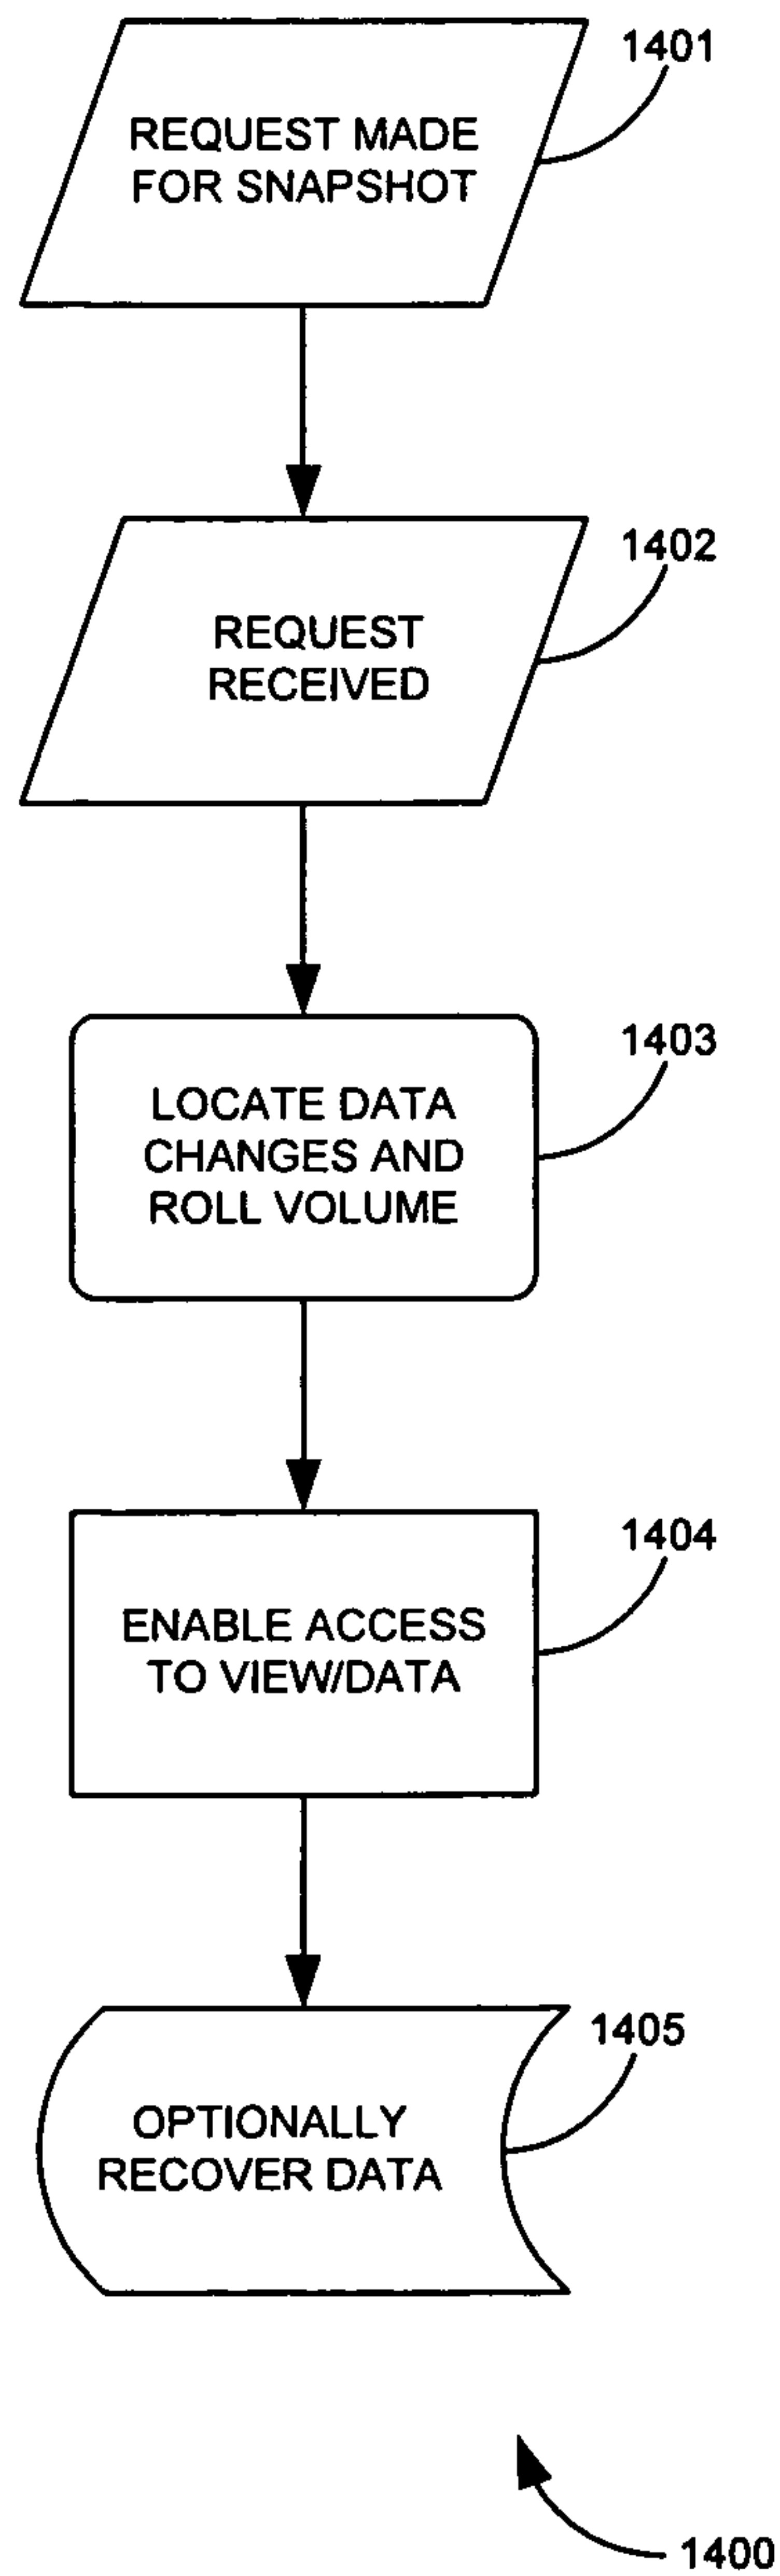 1401
REQUEST MADE
FOR SNAPSHOT
1402
REQUEST
RECEIVED
1403
LOCATE DATA
CHANGES AND
ROLL VOLUME
1404
ENABLE ACCESS
TO VIEW/DATA
1405
OPTIONALLY
RECOVER DATA
1400